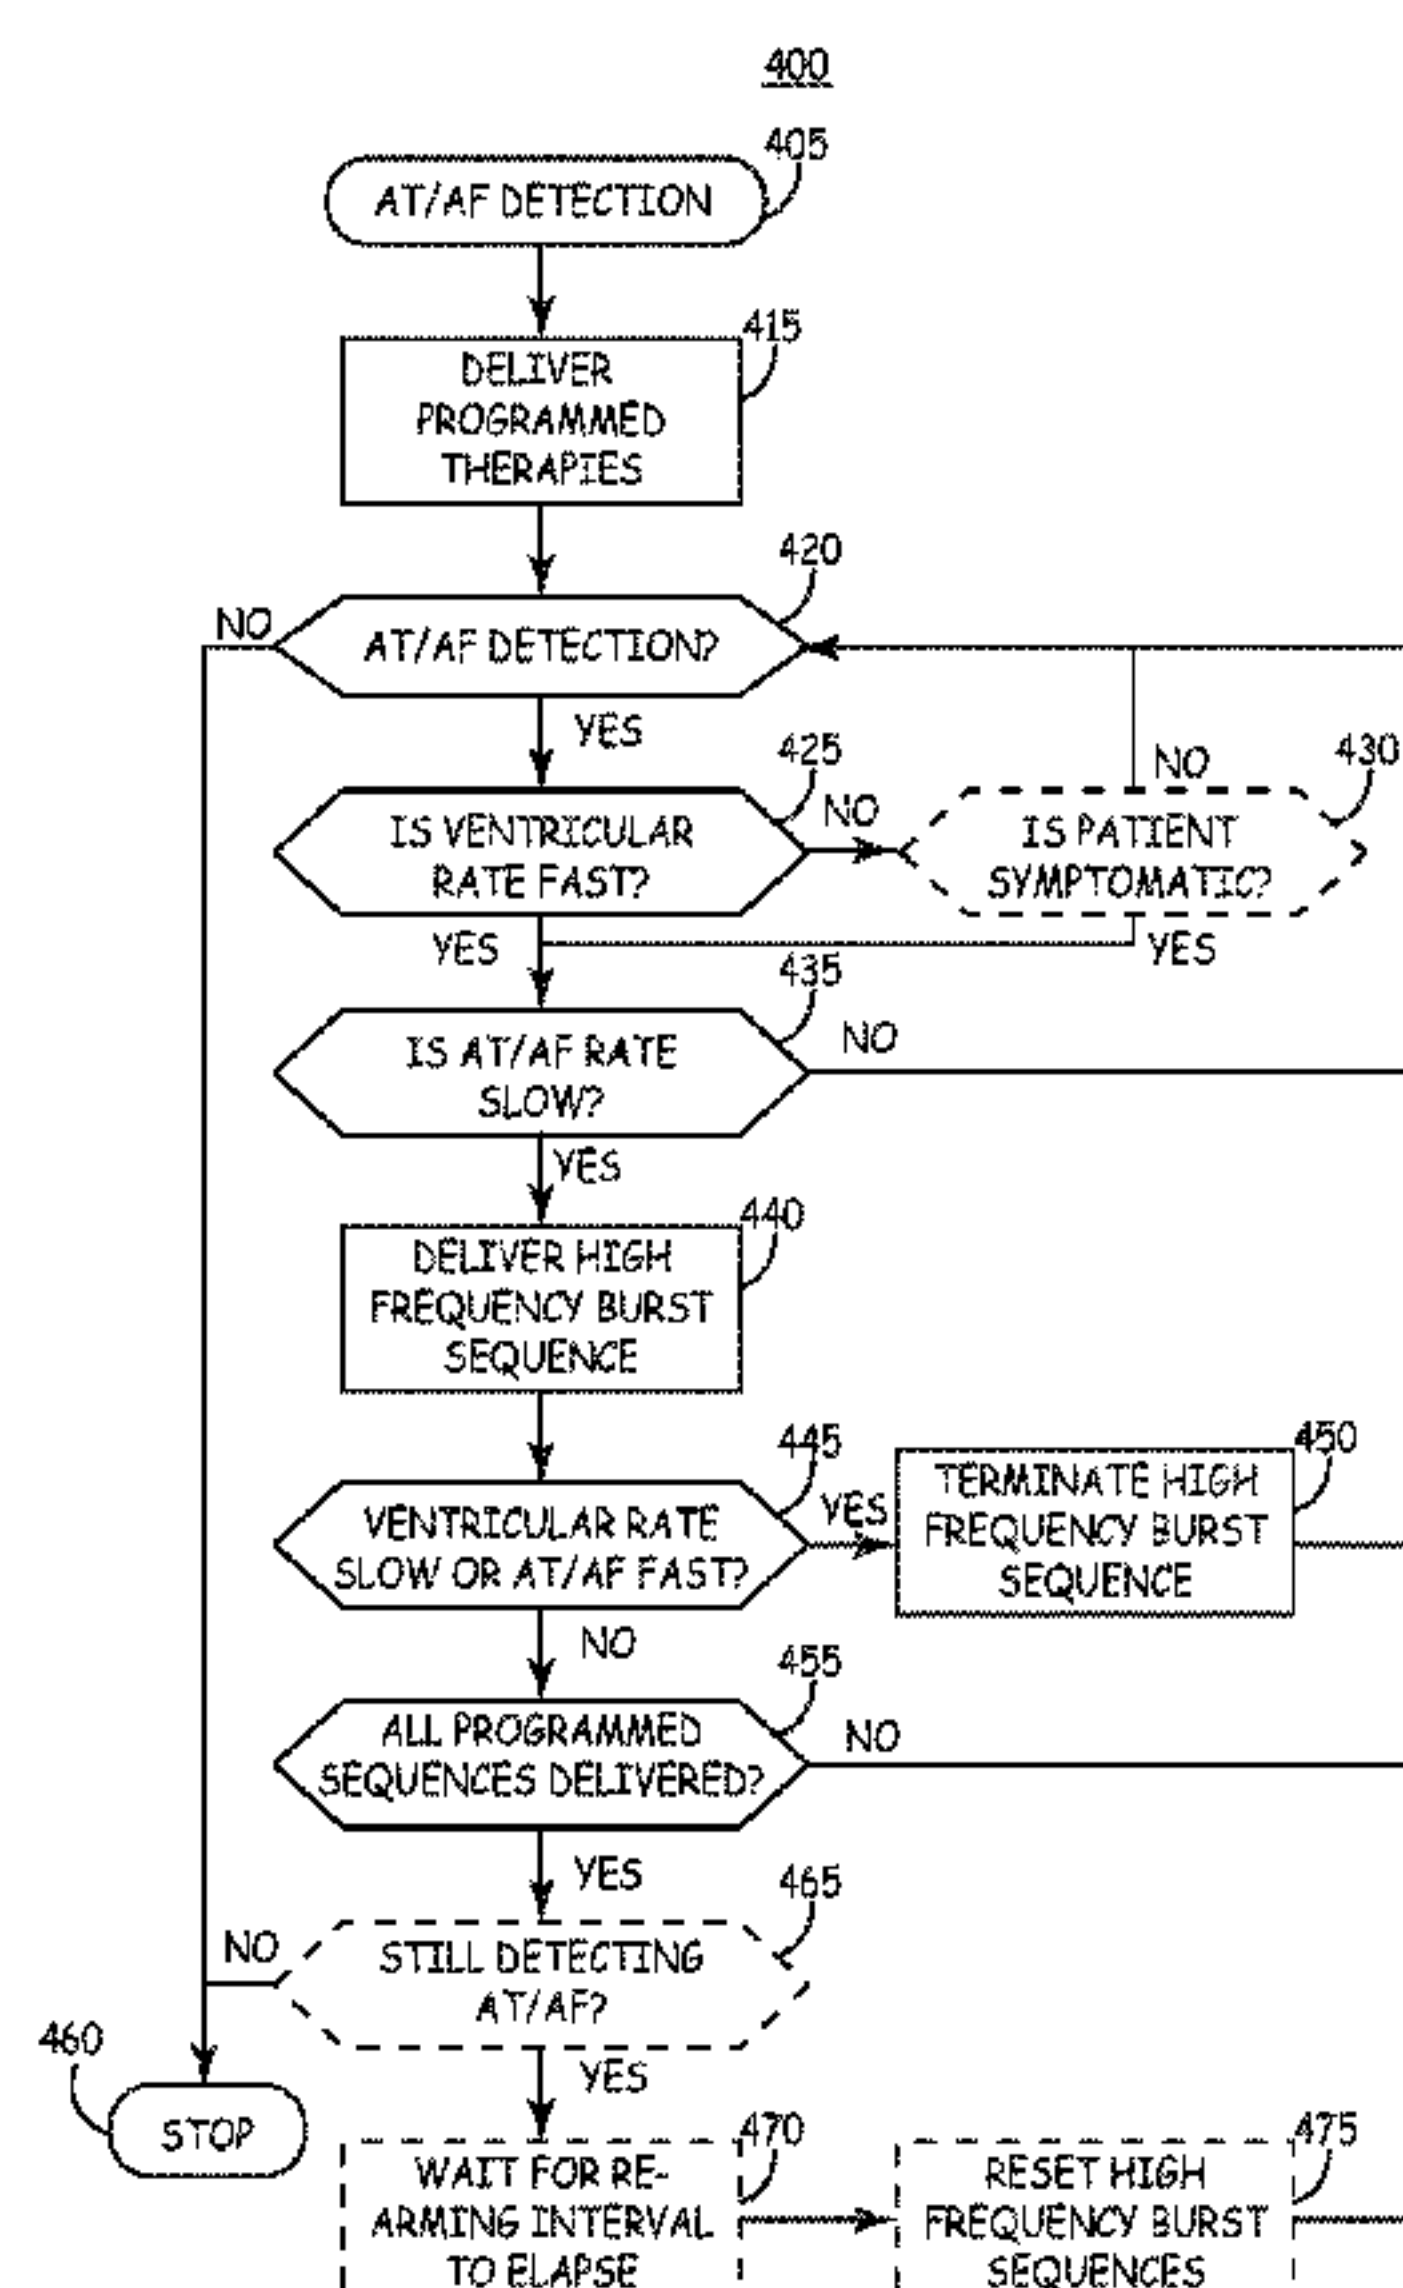 400
405
AT/AF DETECTION
415
DELIVER
PROGRAMMED
THERAPIES
420
NO
AT/AF DETECTION?
YES
425
NO
430
IS VENTRICULAR
RATE FAST?
NO
IS PATIENT
SYMPTOMATIC?
YES
YES
435
IS AT/AF RATE
SLOW?
NO
YES
440
DELIVER HIGH
FREQUENCY BURST
SEQUENCE
445
VENTRICULAR RATE
SLOW OR AT/AF FAST?
YES
450
TERMINATE HIGH
FREQUENCY BURST
SEQUENCE
NO
455
ALL PROGRAMMED
SEQUENCES DELIVERED?
NO
YES
465
NO
STILL DETECTING
AT/AF?
460
YES
STOP
470
WAIT FOR RE-
ARMING INTERVAL
TO ELAPSE
475
RESET HIGH
FREQUENCY BURST
SEQUENCES